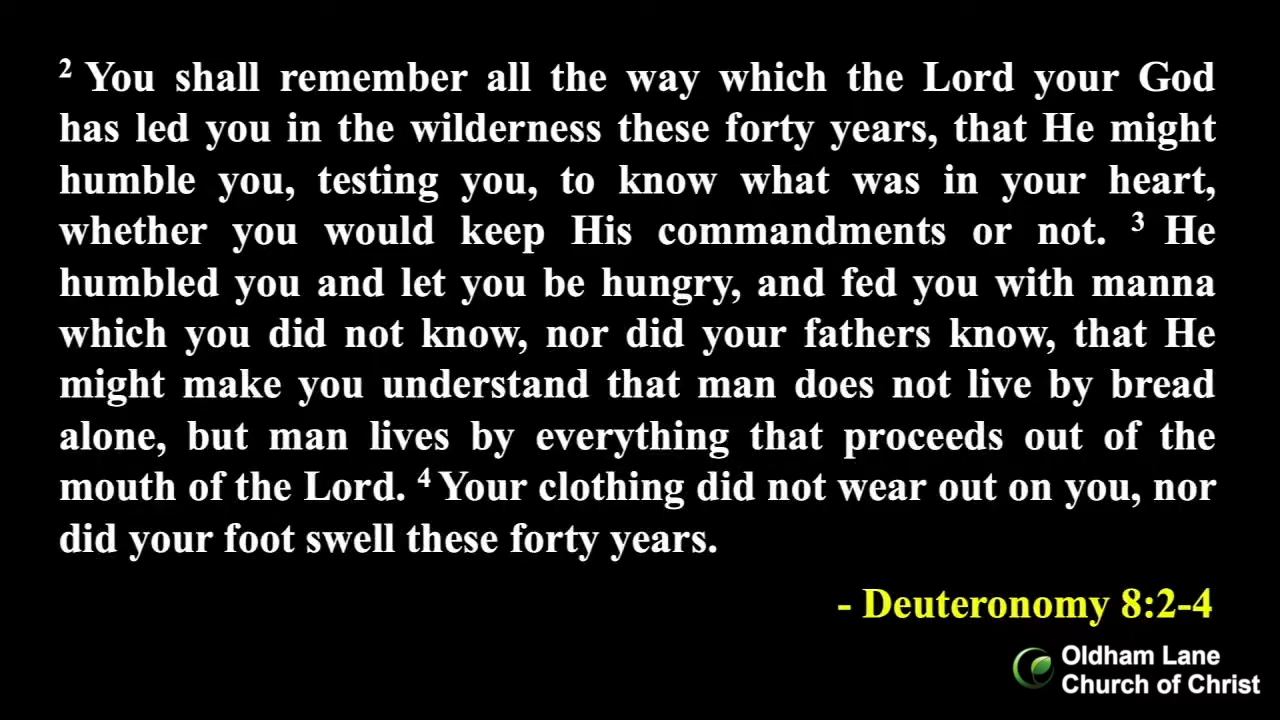 2 You shall remember all the way which the Lord your God
has led you in the wilderness these forty years, that He might
humble you, testing you, to know what was in your heart,
whether you would keep His commandments or not. 3 He
humbled you and let you be hungry, and fed you with manna
which you did not know, nor did your fathers know, that He
might make you understand that man does not live by bread
alone, but man lives by everything that proceeds out of the
mouth of the Lord. 4 Your clothing did not wear out on you, nor
did your foot swell these forty years.
- Deuteronomy 8:2-4
Oldham Lane
Church of Christ